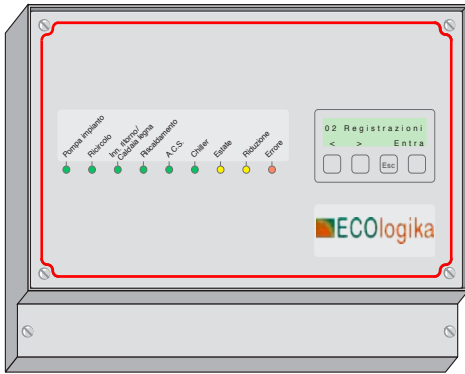 Pompa impianto
Ricircolo
Inn. ritorno/
Caldaia legna
Riscaldamento
A.C.S.
Chiller
Estate
Riduzione
Errore
02 Registrazioni
< > Entra
Esc
ECOlogika